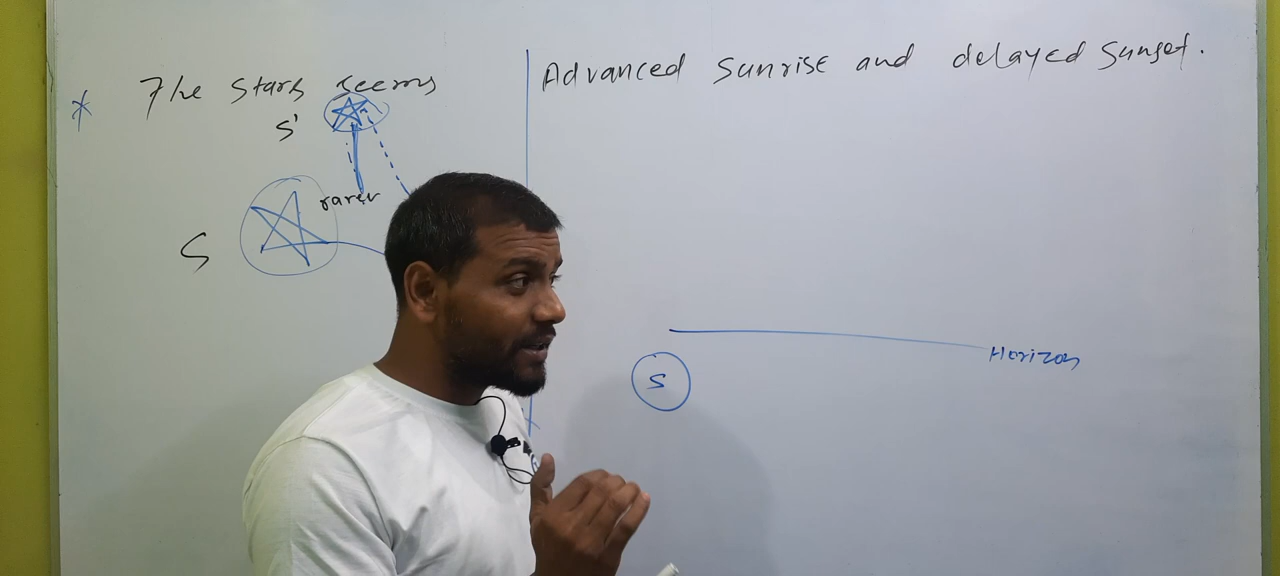 * The stars seems
S'
rarer
S
Advanced sunrise and delayed sunset.
Horizon
S